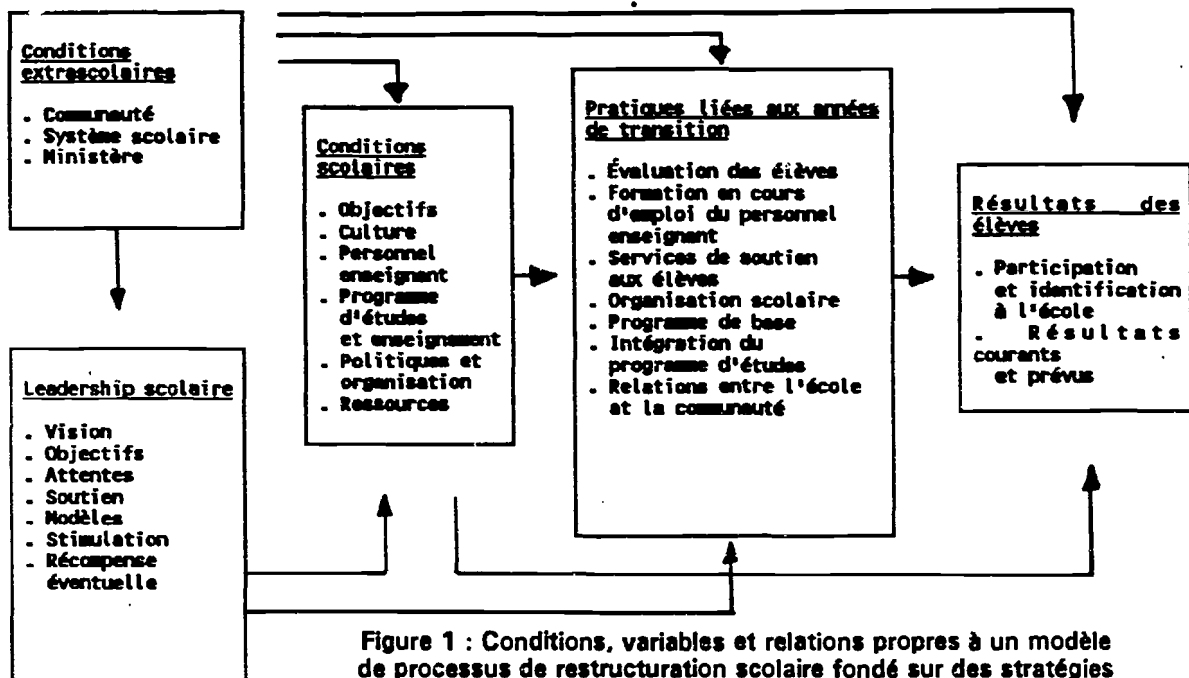 Conditions
extrascolaires
. Communauté
. Système scolaire
. Ministère
Leadership scolaire
. Vision
. Objectifs
. Attentes
. Soutien
. Modèles
. Stimulation
. Récompense
éventuelle
Conditions
scolaires
. Objectifs
. Culture
. Personnel
enseignant
. Programme
d'études
et enseignement
. Politiques et
organisation
. Ressources
Pratiques liées aux années
de transition
. Évaluation des élèves
. Formation en cours
d'emploi du personnel
enseignant
. Services de soutien
aux élèves
. Organisation scolaire
. Programme de base
. Intégration du
programme d'études
. Relations entre l'école
et la communauté
Résultats des
élèves
. Participation
et identification
à l'école
. Résultats
courants
et prévus
Figure 1 : Conditions, variables et relations propres à un modèle
de processus de restructuration scolaire fondé sur des stratégies